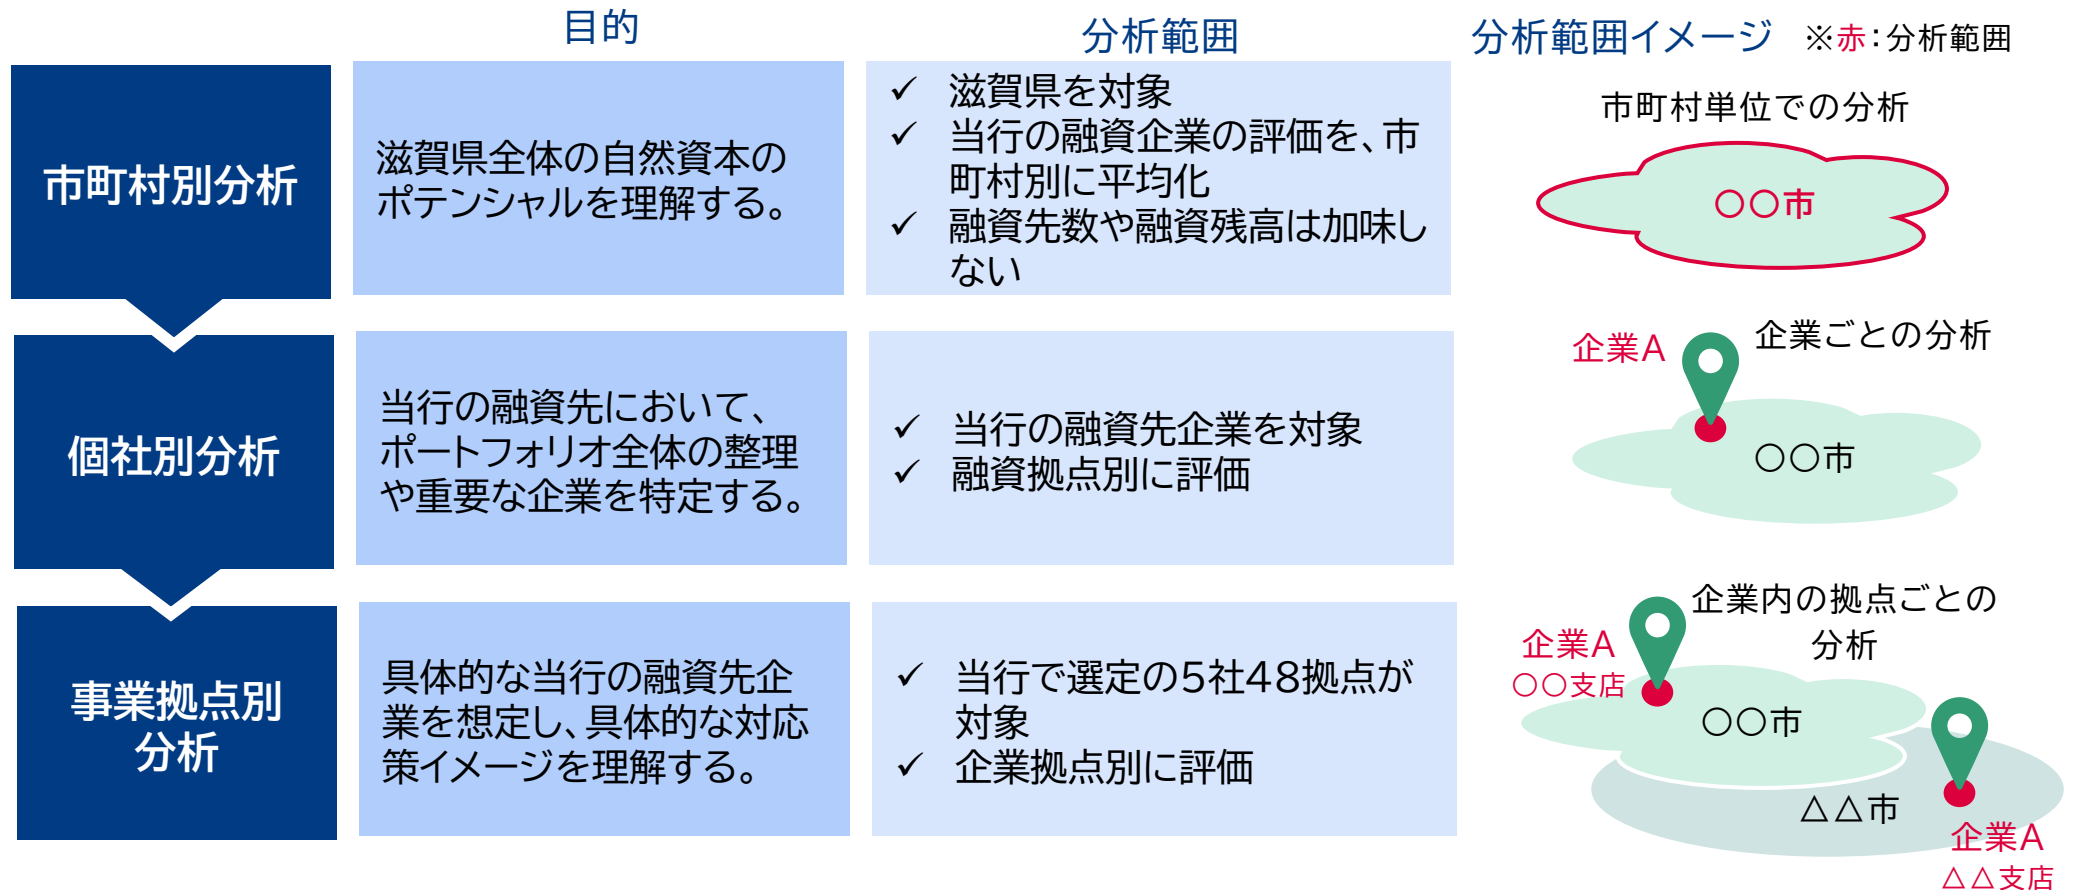 目的
分析範囲
分析範囲イメージ ※赤：分析範囲
市町村別分析
滋賀県全体の自然資本の
ポテンシャルを理解する。
✓ 滋賀県を対象
✓ 当行の融資企業の評価を、市
町村別に平均化
✓ 融資先数や融資残高は加味し
ない
市町村単位での分析
〇〇市
個社別分析
当行の融資先において、
ポートフォリオ全体の整理
や重要な企業を特定する。
✓ 当行の融資先企業を対象
✓ 融資拠点別に評価
企業A
企業ごとの分析
〇〇市
事業拠点別
分析
具体的な当行の融資先企
業を想定し、具体的な対応
策イメージを理解する。
✓ 当行で選定の5社48拠点が
対象
✓ 企業拠点別に評価
企業内の拠点ごとの
分析
企業A
〇〇支店
〇〇市
△△市
企業A
△△支店